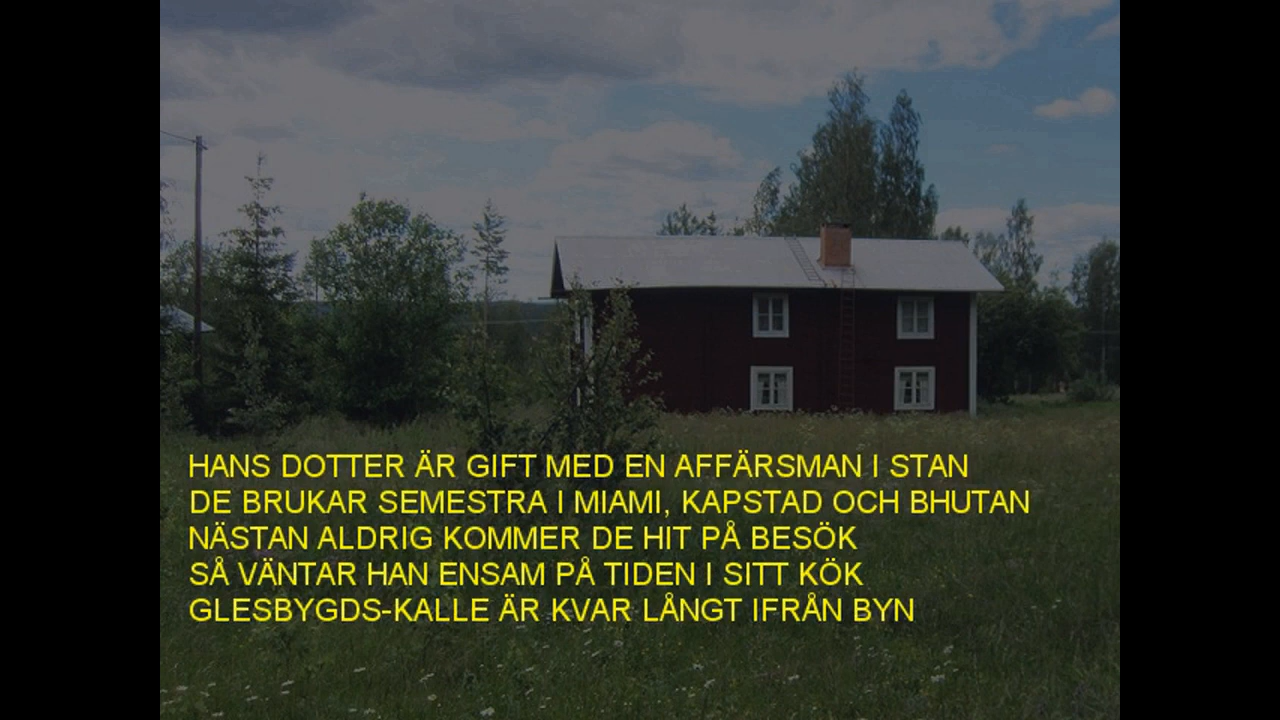 HANS DOTTER ÄR GIFT MED EN AFFÄRSMAN I STAN
DE BRUKAR SEMESTRA I MIAMI, KAPSTAD OCH BHUTAN
NÄSTAN ALDRIG KOMMER DE HIT PÅ BESÖK
SÅ VÄNTAR HAN ENSAM PÅ TIDEN I SITT KÖK
GLESBYGDS-KALLE ÄR KVAR LÅNGT IFRÅN BYN